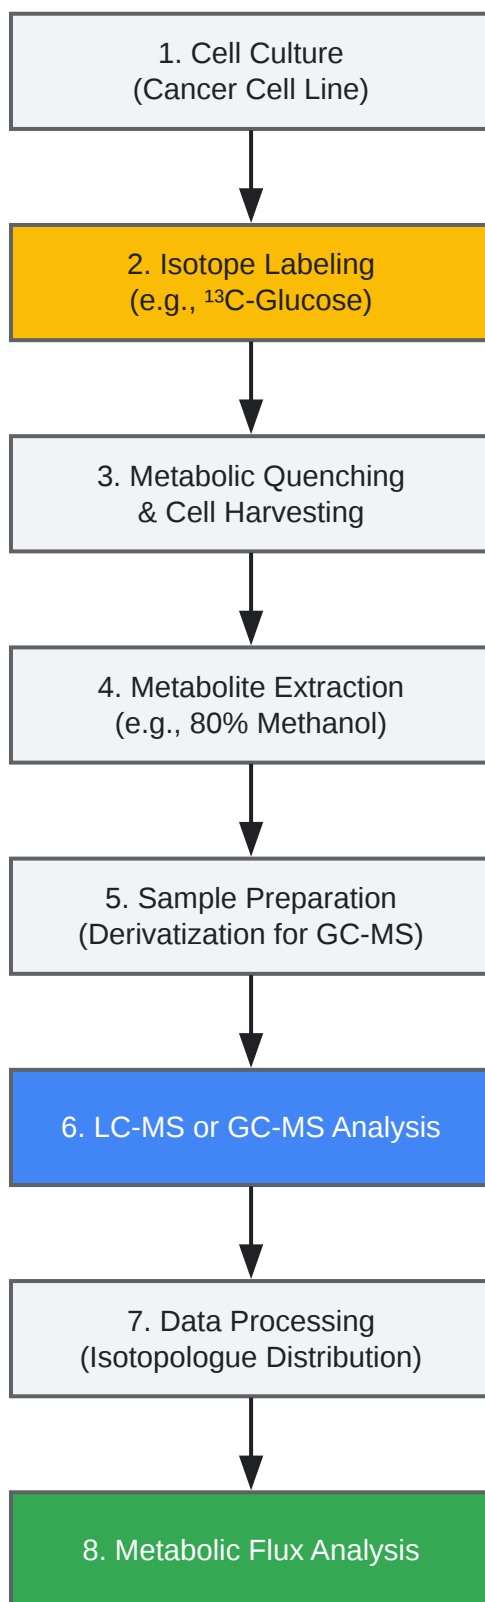 1. Cell Culture
(Cancer Cell Line)
2. Isotope Labeling
(e.g., ¹³C-Glucose)
3. Metabolic Quenching
& Cell Harvesting
4. Metabolite Extraction
(e.g., 80% Methanol)
5. Sample Preparation
(Derivatization for GC-MS)
6. LC-MS or GC-MS Analysis
7. Data Processing
(Isotopologue Distribution)
8. Metabolic Flux Analysis